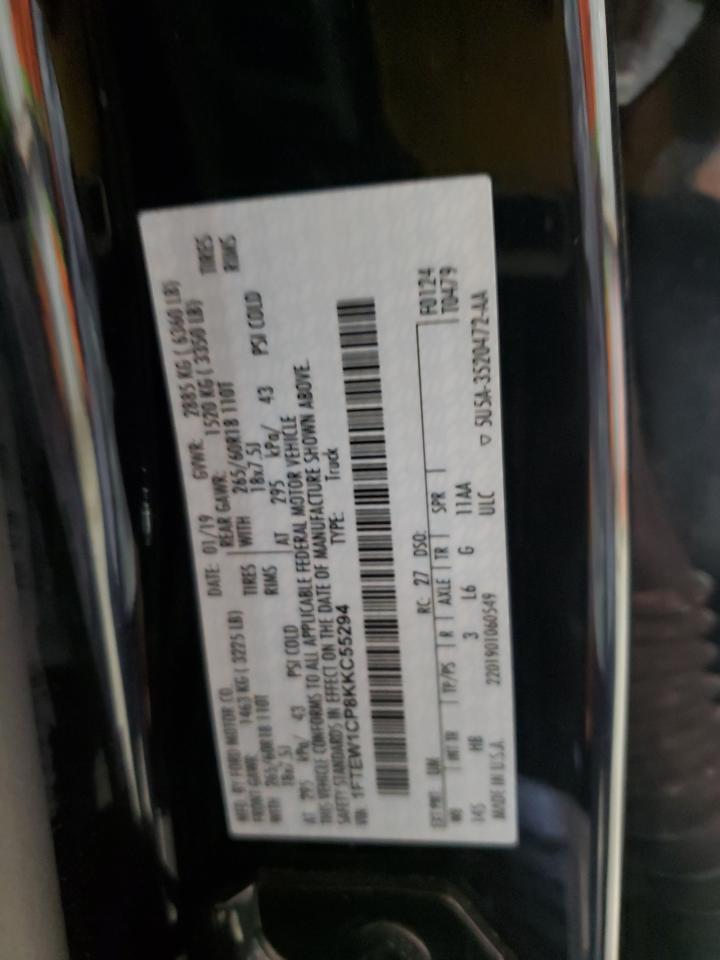 MFD. BY FORD MOTOR CO.
DATE: 01/19 GVWR: 2885 KG ( 6360 LB)
FRONT GAWR: 1463 KG ( 3225 LB) REAR GAWR: 1520 KG ( 3350 LB)
WITH 265/60R18 110T TIRES WITH 265/60R18 110T TIRES
18x7.5J RIMS 18x7.5J RIMS
AT 295 kPa/ 43 PSI COLD AT 295 kPa/ 43 PSI COLD
THIS VEHICLE CONFORMS TO ALL APPLICABLE FEDERAL MOTOR VEHICLE
SAFETY STANDARDS IN EFFECT ON THE DATE OF MANUFACTURE SHOWN ABOVE.
VIN: 1FTEW1CP8KKC55294 TYPE: Truck
F0124
T0479
EXT PNT: UM RC: 27 DSO:
WB INT TR TP/PS R AXLE TR SPR
145 HB 3 L6 G 11AA
MADE IN U.S.A. 2201901060549 ULC ▽ 5U5A-3520472-AA